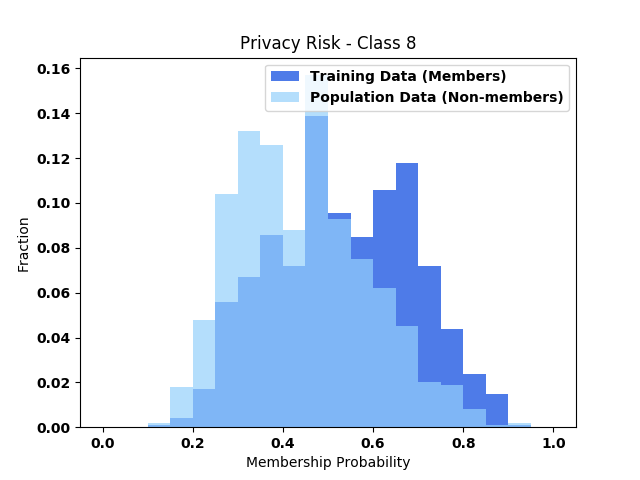 Privacy Risk - Class 8
Training Data (Members)
Population Data (Non-members)
Fraction
0.16
0.14
0.12
0.10
0.08
0.06
0.04
0.02
0.00
0.0 0.2 0.4 0.6 0.8 1.0
Membership Probability